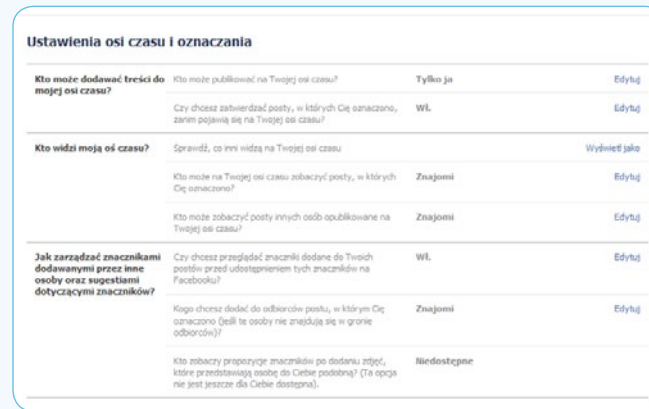 Ustawienia osi czasu i oznaczania
Kto może dodawać treści do
mojej osi czasu?
Kto może publikować na Twojej osi czasu?
Tylko ja
Edytuj
Czy chcesz zatwierdzać posty, w których Cię oznaczono,
zanim pojawią się na Twojej osi czasu?
Wł.
Edytuj
Kto widzi moją oś czasu?
Sprawdź, co inni widzą na Twojej osi czasu
Wyświetl jako
Kto może na Twojej osi czasu zobaczyć posty, w których
Cię oznaczono?
Znajomi
Edytuj
Kto może zobaczyć posty innych osób opublikowane na
Twojej osi czasu?
Znajomi
Edytuj
Jak zarządzać znacznikami
dodawanymi przez inne
osoby oraz sugestiami
dotyczącymi znaczników?
Czy chcesz przeglądać znaczniki dodane do Twoich
postów przed udostępnieniem tych znaczników na
Facebooku?
Wł.
Edytuj
Kogo chcesz dodać do odbiorców postu, w którym Cię
oznaczono (jeśli te osoby nie znajdują się w gronie
odbiorców)?
Znajomi
Edytuj
Kto zobaczy propozycje znaczników po dodaniu zdjęć,
które przedstawiają osobę do Ciebie podobną? (Ta opcja
nie jest jeszcze dla Ciebie dostępna).
Niedostępne